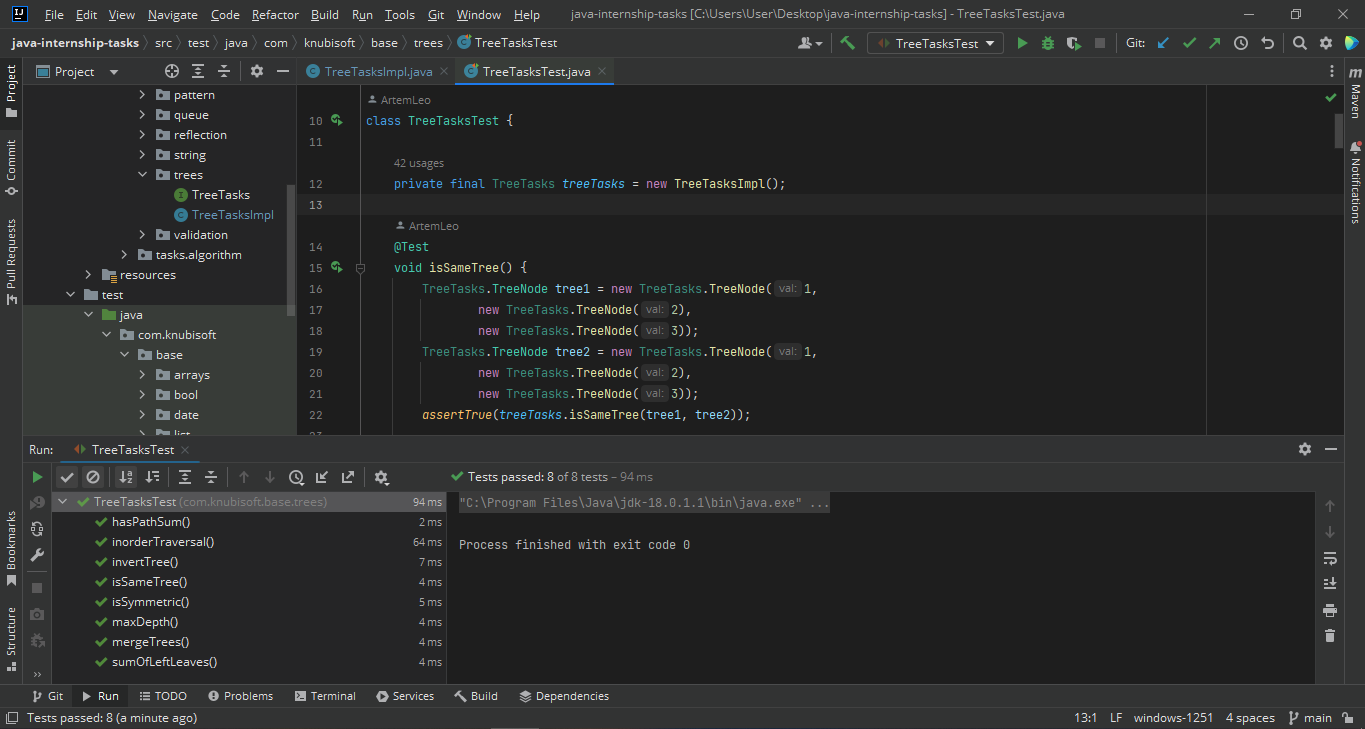 File Edit View Navigate Code Refactor Build Run Tools Git Window Help java-internship-tasks [C:\Users\User\Desktop\java-internship-tasks] - TreeTasksTest.java
java-internship-tasks src test java com knubisoft base trees TreeTasksTest TreeTasksTest Git:
Project TreeTasksImpl.java TreeTasksTest.java
Project
Commit
Pull Requests
Bookmarks
Structure
pattern
queue
reflection
string
trees
TreeTasks
TreeTasksImpl
validation
tasks.algorithm
resources
test
java
com.knubisoft
base
arrays
bool
date
list
ArtemLeo
10 class TreeTasksTest {
11
42 usages
12 private final TreeTasks treeTasks = new TreeTasksImpl();
13
ArtemLeo
14 @Test
15 void isSameTree() {
16 TreeTasks.TreeNode tree1 = new TreeTasks.TreeNode( val: 1,
17 new TreeTasks.TreeNode( val: 2),
18 new TreeTasks.TreeNode( val: 3));
19 TreeTasks.TreeNode tree2 = new TreeTasks.TreeNode( val: 1,
20 new TreeTasks.TreeNode( val: 2),
21 new TreeTasks.TreeNode( val: 3));
22 assertTrue(treeTasks.isSameTree(tree1, tree2));
23
Maven
Notifications
Run: TreeTasksTest
Tests passed: 8 of 8 tests – 94 ms
TreeTasksTest (com.knubisoft.base.trees) 94 ms
hasPathSum() 2 ms
inorderTraversal() 64 ms
invertTree() 7 ms
isSameTree() 4 ms
isSymmetric() 5 ms
maxDepth() 4 ms
mergeTrees() 4 ms
sumOfLeftLeaves() 4 ms
"C:\Program Files\Java\jdk-18.0.1.1\bin\java.exe" ...
Process finished with exit code 0
Git Run TODO Problems Terminal Services Build Dependencies
Tests passed: 8 (a minute ago) 13:1 LF windows-1251 4 spaces main